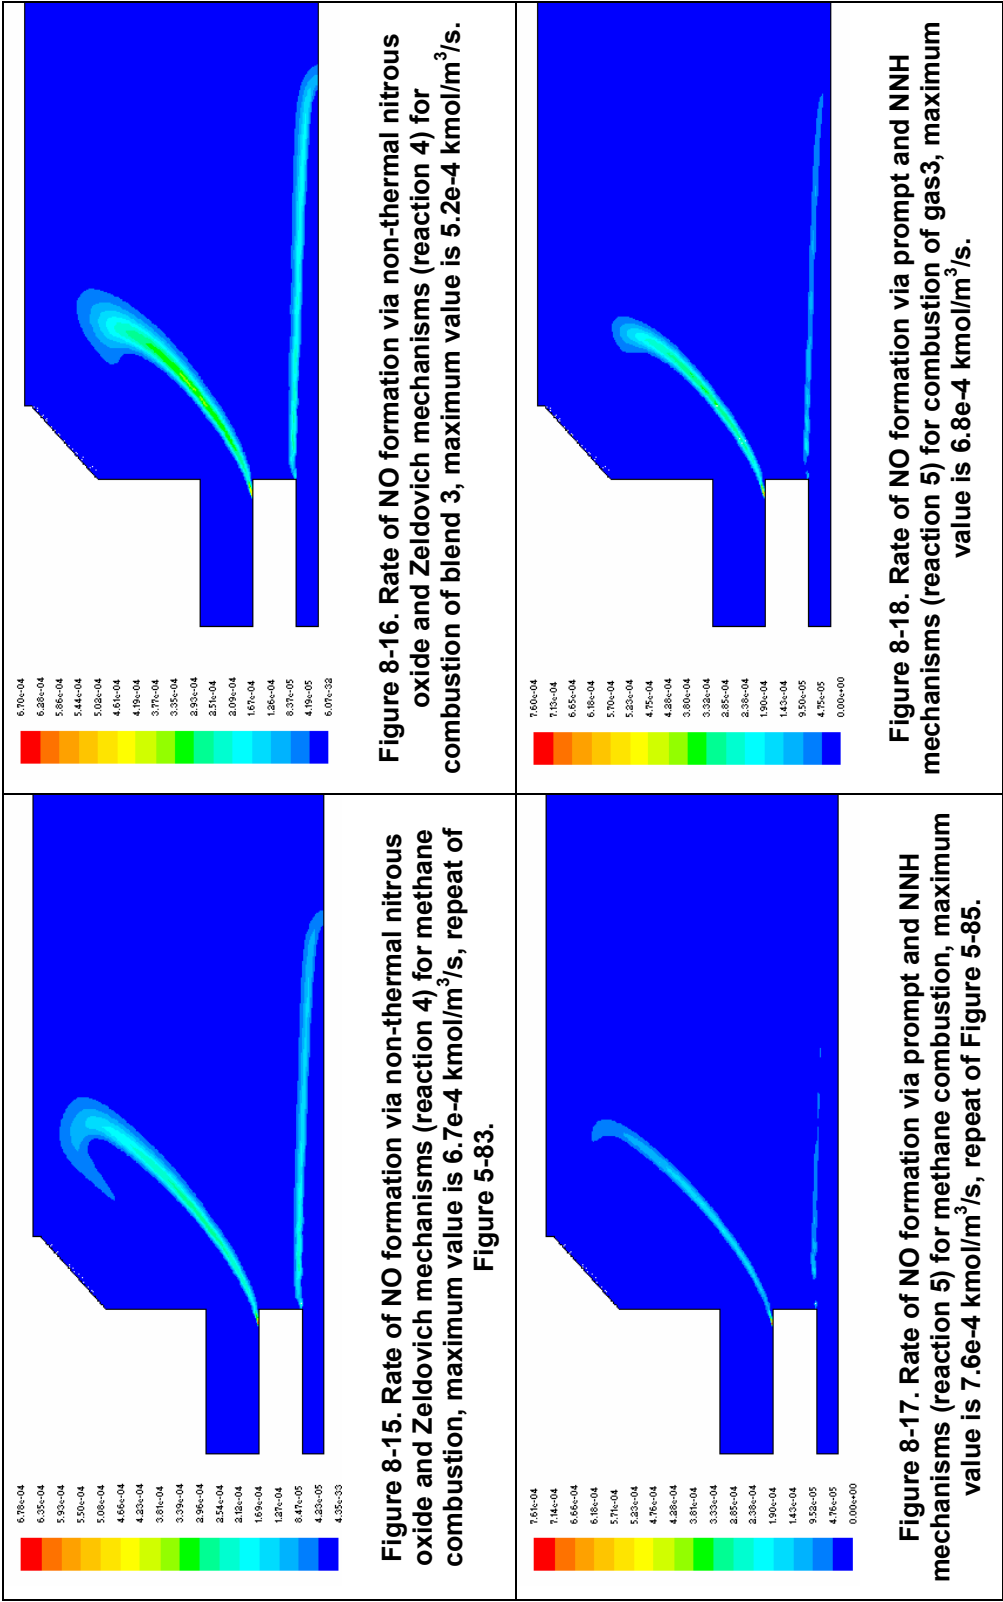 6.78e-04
6.35e-04
5.93e-04
5.50e-04
5.08e-04
4.66e-04
4.23e-04
3.81e-04
3.39e-04
2.96e-04
2.54e-04
2.12e-04
1.69e-04
1.27e-04
8.47e-05
4.23e-05
4.35e-33
Figure 8-15. Rate of NO formation via non-thermal nitrous
oxide and Zeldovich mechanisms (reaction 4) for methane
combustion, maximum value is 6.7e-4 kmol/m³/s, repeat of
Figure 5-83.
6.70e-04
6.28e-04
5.86e-04
5.44e-04
5.02e-04
4.61e-04
4.19e-04
3.77e-04
3.35e-04
2.93e-04
2.51e-04
2.09e-04
1.67e-04
1.26e-04
8.37e-05
4.19e-05
6.07e-32
Figure 8-16. Rate of NO formation via non-thermal nitrous
oxide and Zeldovich mechanisms (reaction 4) for
combustion of blend 3, maximum value is 5.2e-4 kmol/m³/s.
7.61e-04
7.14e-04
6.66e-04
6.18e-04
5.71e-04
5.23e-04
4.76e-04
4.28e-04
3.81e-04
3.33e-04
2.85e-04
2.38e-04
1.90e-04
1.43e-04
9.52e-05
4.76e-05
0.00e+00
Figure 8-17. Rate of NO formation via prompt and NNH
mechanisms (reaction 5) for methane combustion, maximum
value is 7.6e-4 kmol/m³/s, repeat of Figure 5-85.
7.60e-04
7.13e-04
6.65e-04
6.18e-04
5.70e-04
5.23e-04
4.75e-04
4.28e-04
3.80e-04
3.32e-04
2.85e-04
2.38e-04
1.90e-04
1.43e-04
9.50e-05
4.75e-05
0.00e+00
Figure 8-18. Rate of NO formation via prompt and NNH
mechanisms (reaction 5) for combustion of gas3, maximum
value is 6.8e-4 kmol/m³/s.